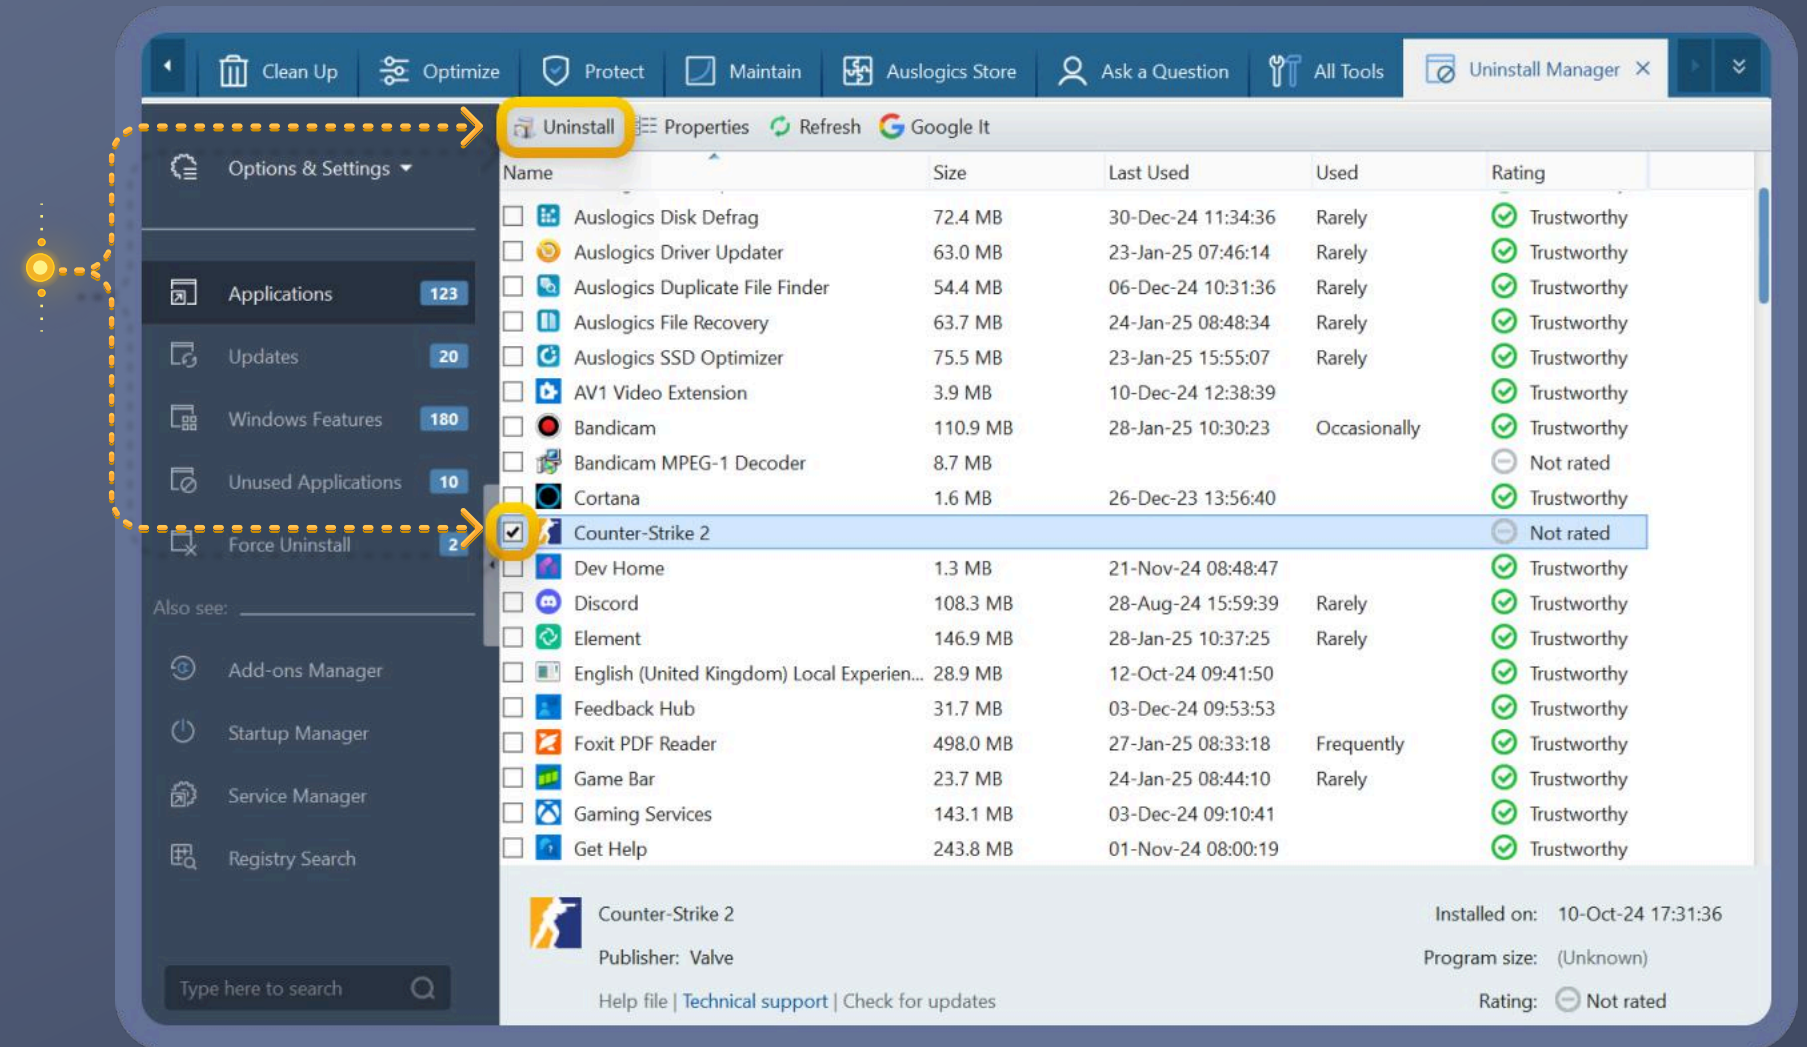 Clean Up Optimize Protect Maintain Auslogics Store Ask a Question All Tools Uninstall Manager
Uninstall Properties Refresh Google It
Options & Settings
Applications 123
Updates 20
Windows Features 180
Unused Applications 10
Force Uninstall 2
Also see:
Add-ons Manager
Startup Manager
Service Manager
Registry Search
Type here to search
Name Size Last Used Used Rating
Auslogics Disk Defrag 72.4 MB 30-Dec-24 11:34:36 Rarely Trustworthy
Auslogics Driver Updater 63.0 MB 23-Jan-25 07:46:14 Rarely Trustworthy
Auslogics Duplicate File Finder 54.4 MB 06-Dec-24 10:31:36 Rarely Trustworthy
Auslogics File Recovery 63.7 MB 24-Jan-25 08:48:34 Rarely Trustworthy
Auslogics SSD Optimizer 75.5 MB 23-Jan-25 15:55:07 Rarely Trustworthy
AV1 Video Extension 3.9 MB 10-Dec-24 12:38:39 Trustworthy
Bandicam 110.9 MB 28-Jan-25 10:30:23 Occasionally Trustworthy
Bandicam MPEG-1 Decoder 8.7 MB Not rated
Cortana 1.6 MB 26-Dec-23 13:56:40 Trustworthy
Counter-Strike 2 Not rated
Dev Home 1.3 MB 21-Nov-24 08:48:47 Trustworthy
Discord 108.3 MB 28-Aug-24 15:59:39 Rarely Trustworthy
Element 146.9 MB 28-Jan-25 10:37:25 Rarely Trustworthy
English (United Kingdom) Local Experien... 28.9 MB 12-Oct-24 09:41:50 Trustworthy
Feedback Hub 31.7 MB 03-Dec-24 09:53:53 Trustworthy
Foxit PDF Reader 498.0 MB 27-Jan-25 08:33:18 Frequently Trustworthy
Game Bar 23.7 MB 24-Jan-25 08:44:10 Rarely Trustworthy
Gaming Services 143.1 MB 03-Dec-24 09:10:41 Trustworthy
Get Help 243.8 MB 01-Nov-24 08:00:19 Trustworthy
Counter-Strike 2 Installed on: 10-Oct-24 17:31:36
Publisher: Valve Program size: (Unknown)
Help file | Technical support | Check for updates Rating: Not rated